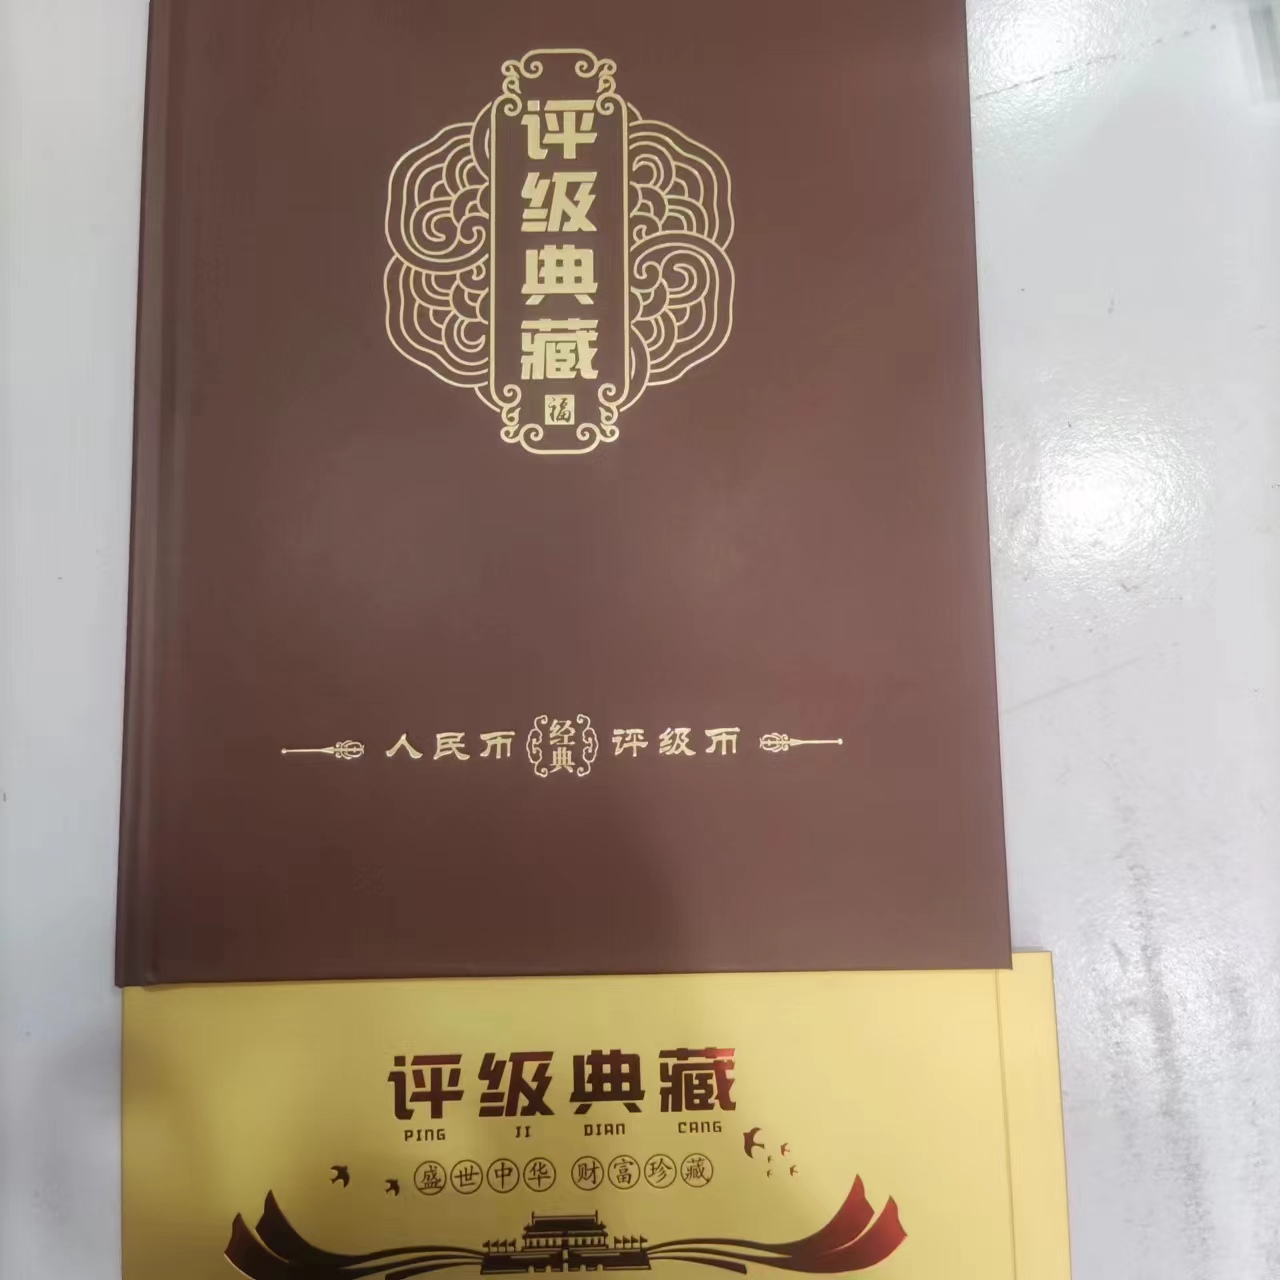 评级典藏
福
人民币 经典 评级币
评级典藏
PING JI DIAN CANG
盛世中华 财富珍藏